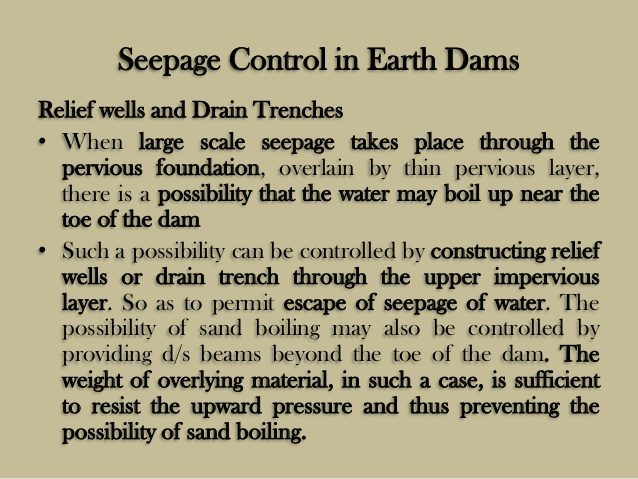 Seepage Control in Earth Dams
Relief wells and Drain Trenches
• When large scale seepage takes place through the
pervious foundation, overlain by thin pervious layer,
there is a possibility that the water may boil up near the
toe of the dam
• Such a possibility can be controlled by constructing relief
wells or drain trench through the upper impervious
layer. So as to permit escape of seepage of water. The
possibility of sand boiling may also be controlled by
providing d/s beams beyond the toe of the dam. The
weight of overlying material, in such a case, is sufficient
to resist the upward pressure and thus preventing the
possibility of sand boiling.